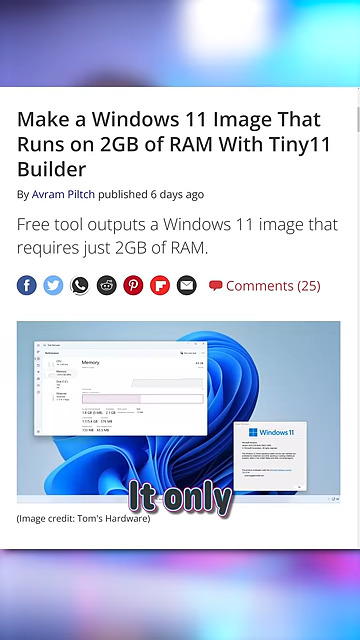 Make a Windows 11 Image That
Runs on 2GB of RAM With Tiny11
Builder
By Avram Piltch published 6 days ago
Free tool outputs a Windows 11 image that
requires just 2GB of RAM.
Comments (25)
Memory
Windows 11
It only
(Image credit: Tom's Hardware)